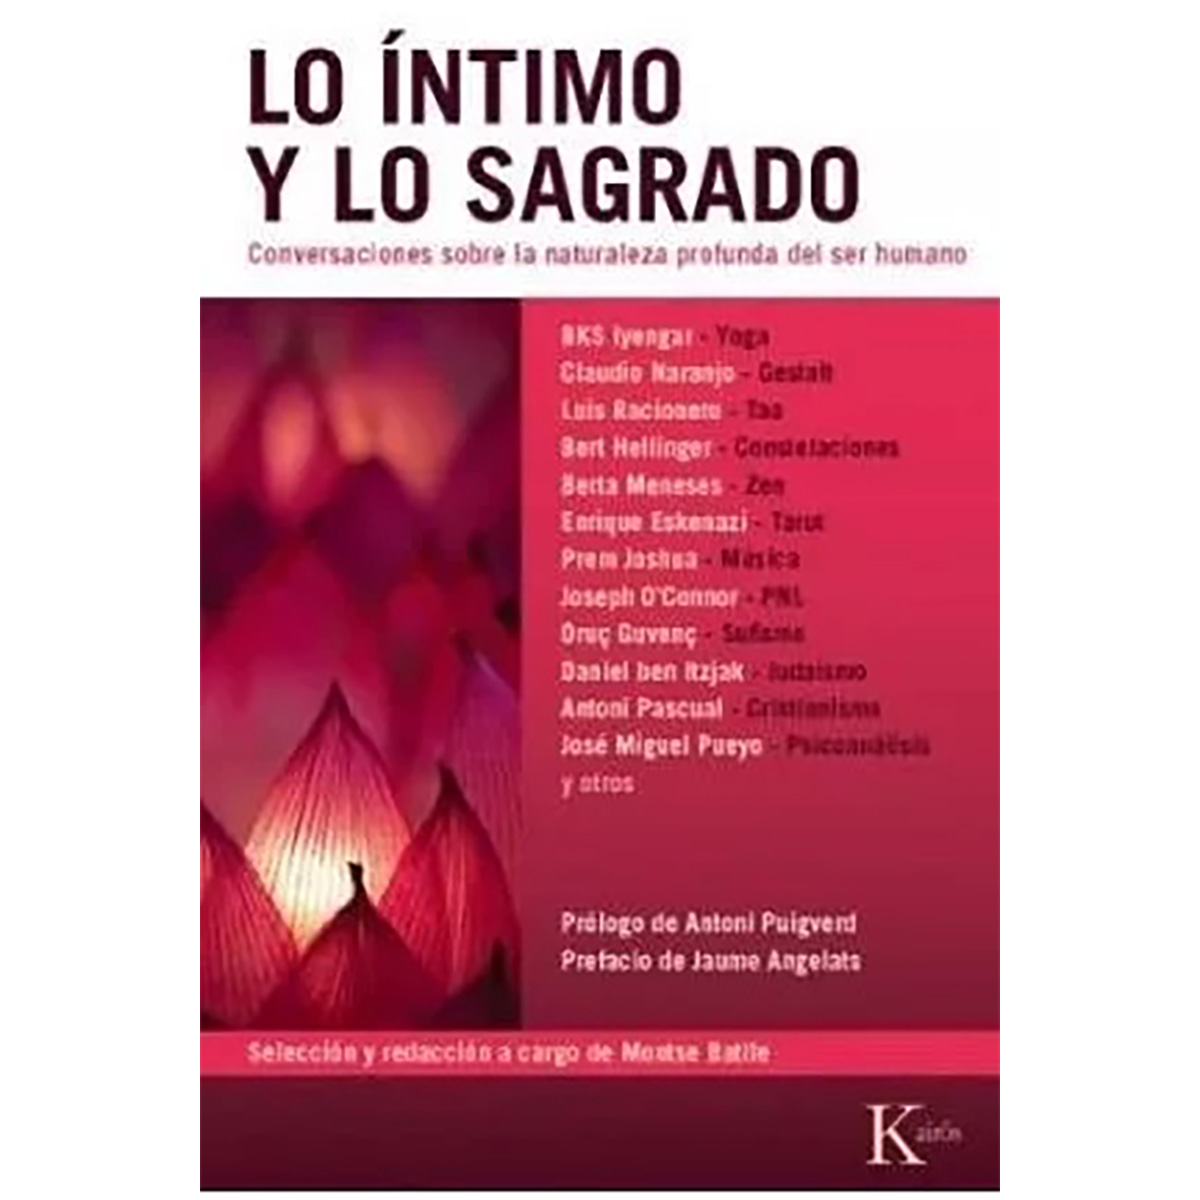 LO ÍNTIMO
Y LO SAGRADO
Conversaciones sobre la naturaleza profunda del ser humano
BKS Iyengar - Yoga
Claudio Naranjo - Gestalt
Luis Racionero - Tao
Bert Hellinger - Constelaciones
Berta Meneses - Zen
Enrique Eskenazi - Tarot
Prem Joshua - Música
Joseph O'Connor - PNL
Oruç Guvenç - Sufismo
Daniel ben Itzjak - Judaísmo
Antoni Pascual - Cristianismo
José Miguel Pueyo - Psicoanálisis
y otros
Prólogo de Antoni Puigverd
Prefacio de Jaume Angelats
Selección y redacción a cargo de Montse Batlle
Kairós